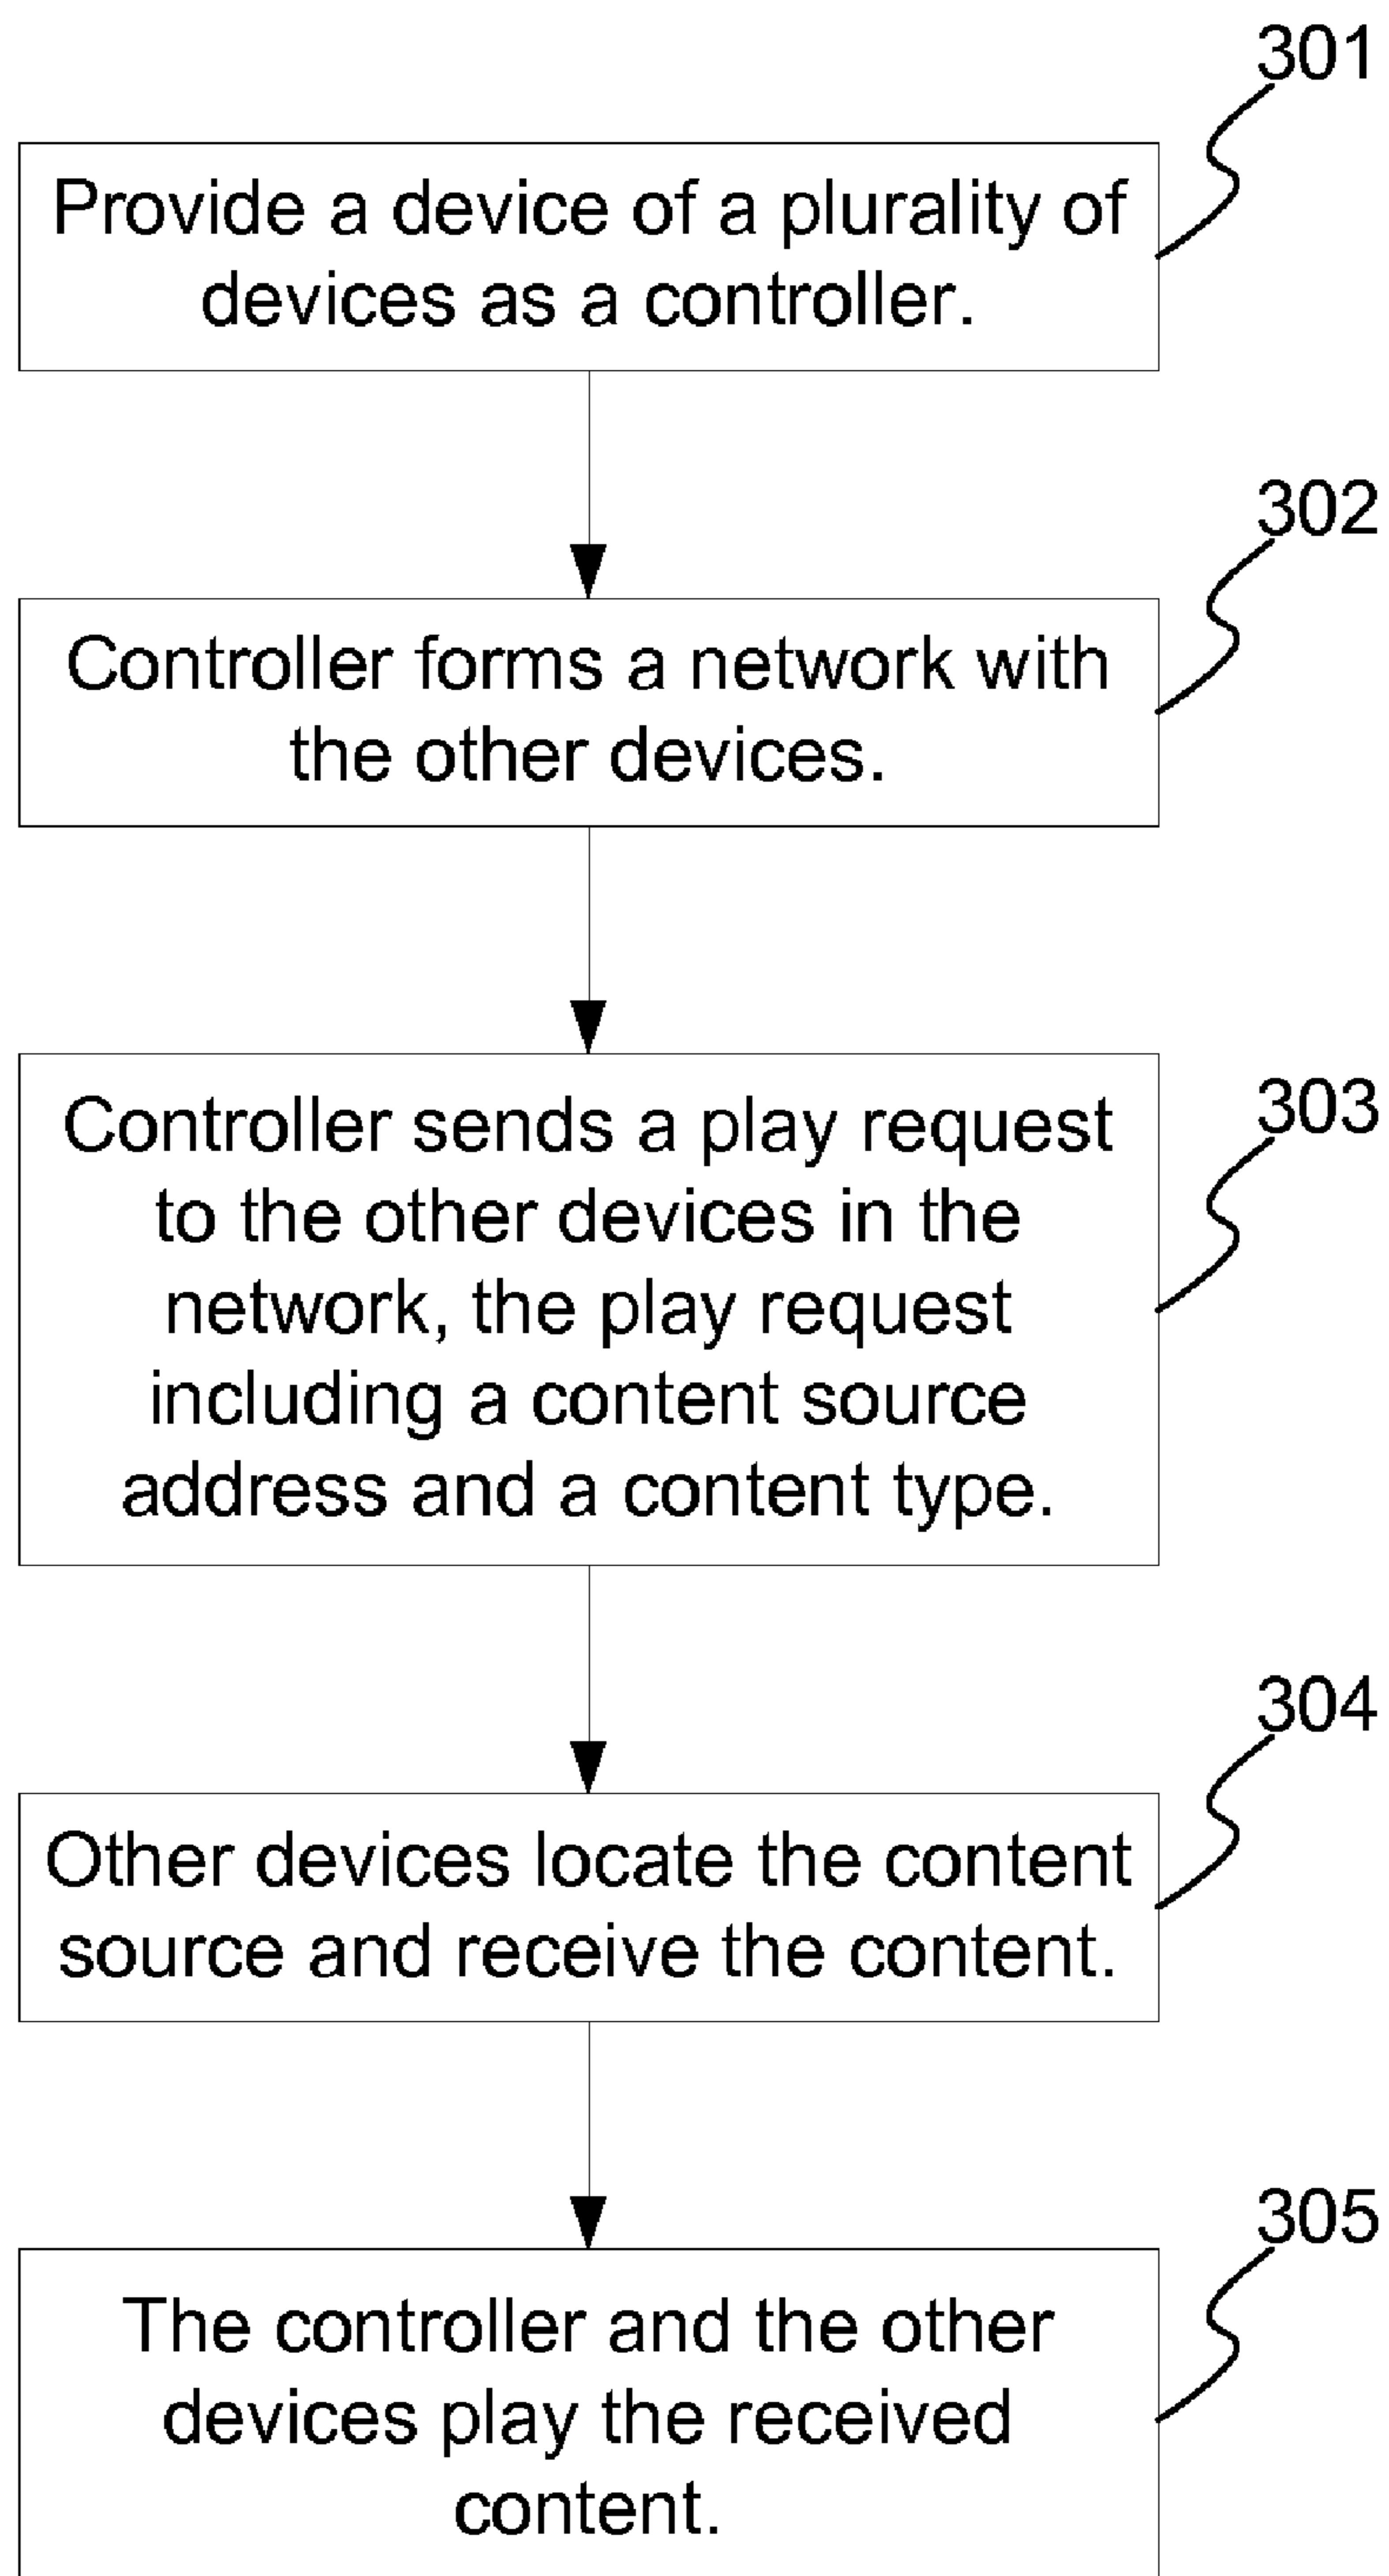 301
Provide a device of a plurality of
devices as a controller.
302
Controller forms a network with
the other devices.
303
Controller sends a play request
to the other devices in the
network, the play request
including a content source
address and a content type.
304
Other devices locate the content
source and receive the content.
305
The controller and the other
devices play the received
content.